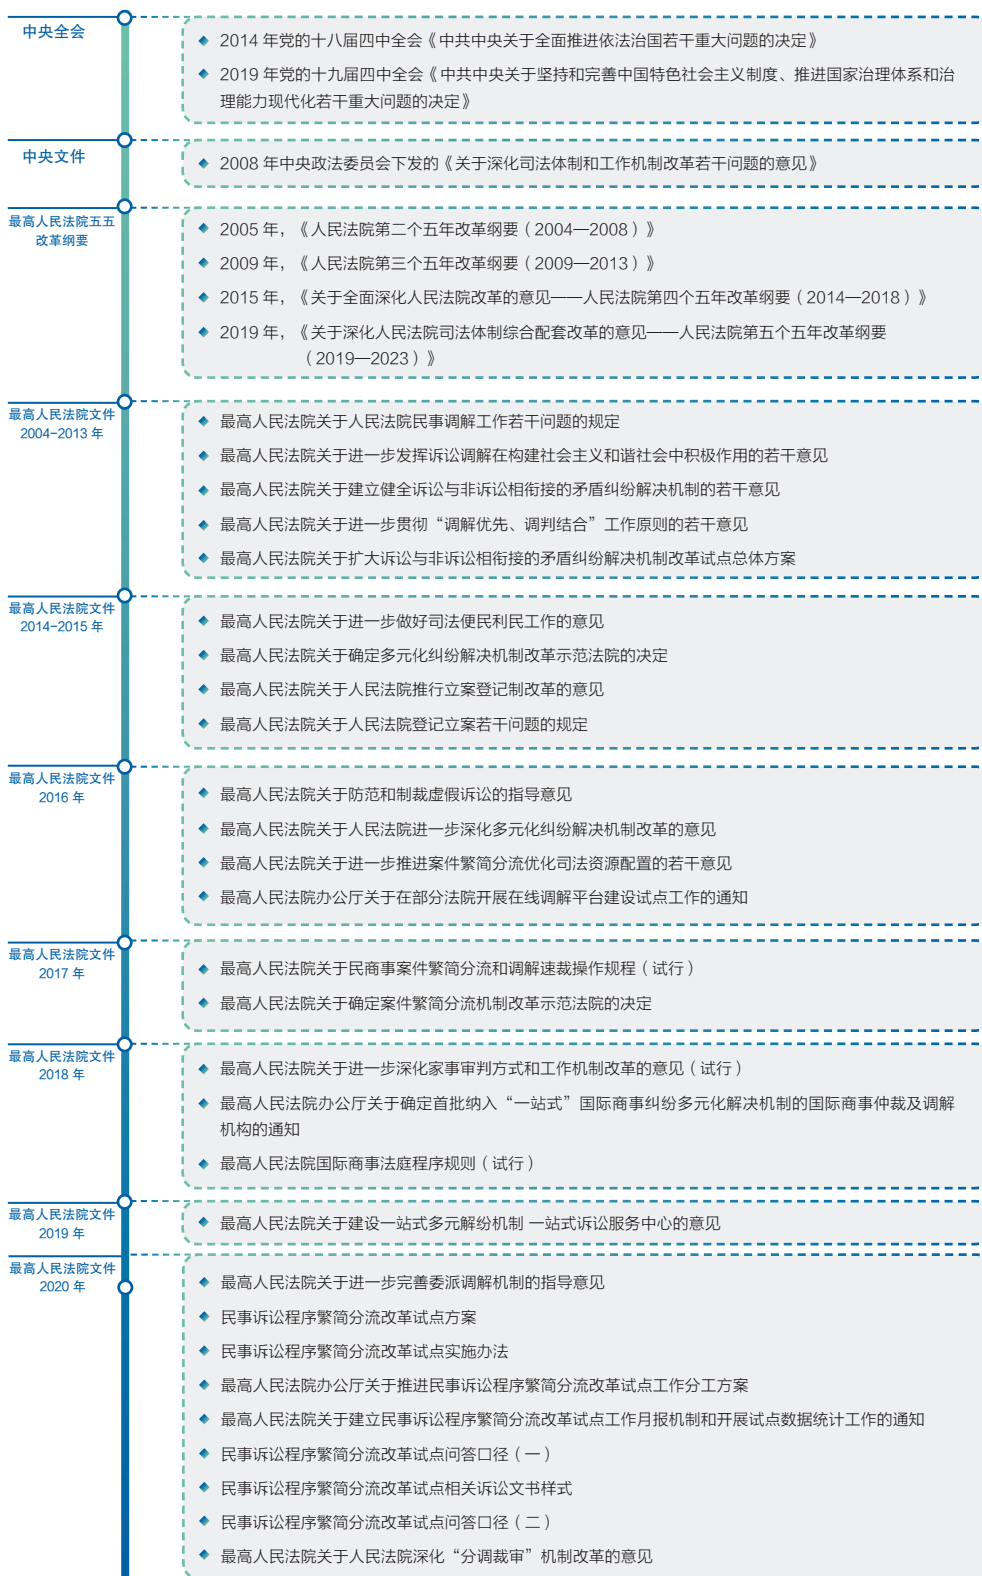 中央全会
2014 年党的十八届四中全会《中共中央关于全面推进依法治国若干重大问题的决定》
2019 年党的十九届四中全会《中共中央关于坚持和完善中国特色社会主义制度、推进国家治理体系和治
理能力现代化若干重大问题的决定》
中央文件
2008 年中央政法委员会下发的《关于深化司法体制和工作机制改革若干问题的意见》
最高人民法院五五
改革纲要
2005 年，《人民法院第二个五年改革纲要（2004—2008）》
2009 年，《人民法院第三个五年改革纲要（2009—2013）》
2015 年，《关于全面深化人民法院改革的意见——人民法院第四个五年改革纲要（2014—2018）》
2019 年，《关于深化人民法院司法体制综合配套改革的意见——人民法院第五个五年改革纲要
（2019—2023）》
最高人民法院文件
2004-2013 年
最高人民法院关于人民法院民事调解工作若干问题的规定
最高人民法院关于进一步发挥诉讼调解在构建社会主义和谐社会中积极作用的若干意见
最高人民法院关于建立健全诉讼与非诉讼相衔接的矛盾纠纷解决机制的若干意见
最高人民法院关于进一步贯彻“调解优先、调判结合”工作原则的若干意见
最高人民法院关于扩大诉讼与非诉讼相衔接的矛盾纠纷解决机制改革试点总体方案
最高人民法院文件
2014-2015 年
最高人民法院关于进一步做好司法便民利民工作的意见
最高人民法院关于确定多元化纠纷解决机制改革示范法院的决定
最高人民法院关于人民法院推行立案登记制改革的意见
最高人民法院关于人民法院登记立案若干问题的规定
最高人民法院文件
2016 年
最高人民法院关于防范和制裁虚假诉讼的指导意见
最高人民法院关于人民法院进一步深化多元化纠纷解决机制改革的意见
最高人民法院关于进一步推进案件繁简分流优化司法资源配置的若干意见
最高人民法院办公厅关于在部分法院开展在线调解平台建设试点工作的通知
最高人民法院文件
2017 年
最高人民法院关于民商事案件繁简分流和调解速裁操作规程（试行）
最高人民法院关于确定案件繁简分流机制改革示范法院的决定
最高人民法院文件
2018 年
最高人民法院关于进一步深化家事审判方式和工作机制改革的意见（试行）
最高人民法院办公厅关于确定首批纳入“一站式”国际商事纠纷多元化解决机制的国际商事仲裁及调解
机构的通知
最高人民法院国际商事法庭程序规则（试行）
最高人民法院文件
2019 年
最高人民法院关于建设一站式多元解纷机制 一站式诉讼服务中心的意见
最高人民法院文件
2020 年
最高人民法院关于进一步完善委派调解机制的指导意见
民事诉讼程序繁简分流改革试点方案
民事诉讼程序繁简分流改革试点实施办法
最高人民法院办公厅关于推进民事诉讼程序繁简分流改革试点工作分工方案
最高人民法院关于建立民事诉讼程序繁简分流改革试点工作月报机制和开展试点数据统计工作的通知
民事诉讼程序繁简分流改革试点问答口径（一）
民事诉讼程序繁简分流改革试点相关诉讼文书样式
民事诉讼程序繁简分流改革试点问答口径（二）
最高人民法院关于人民法院深化“分调裁审”机制改革的意见